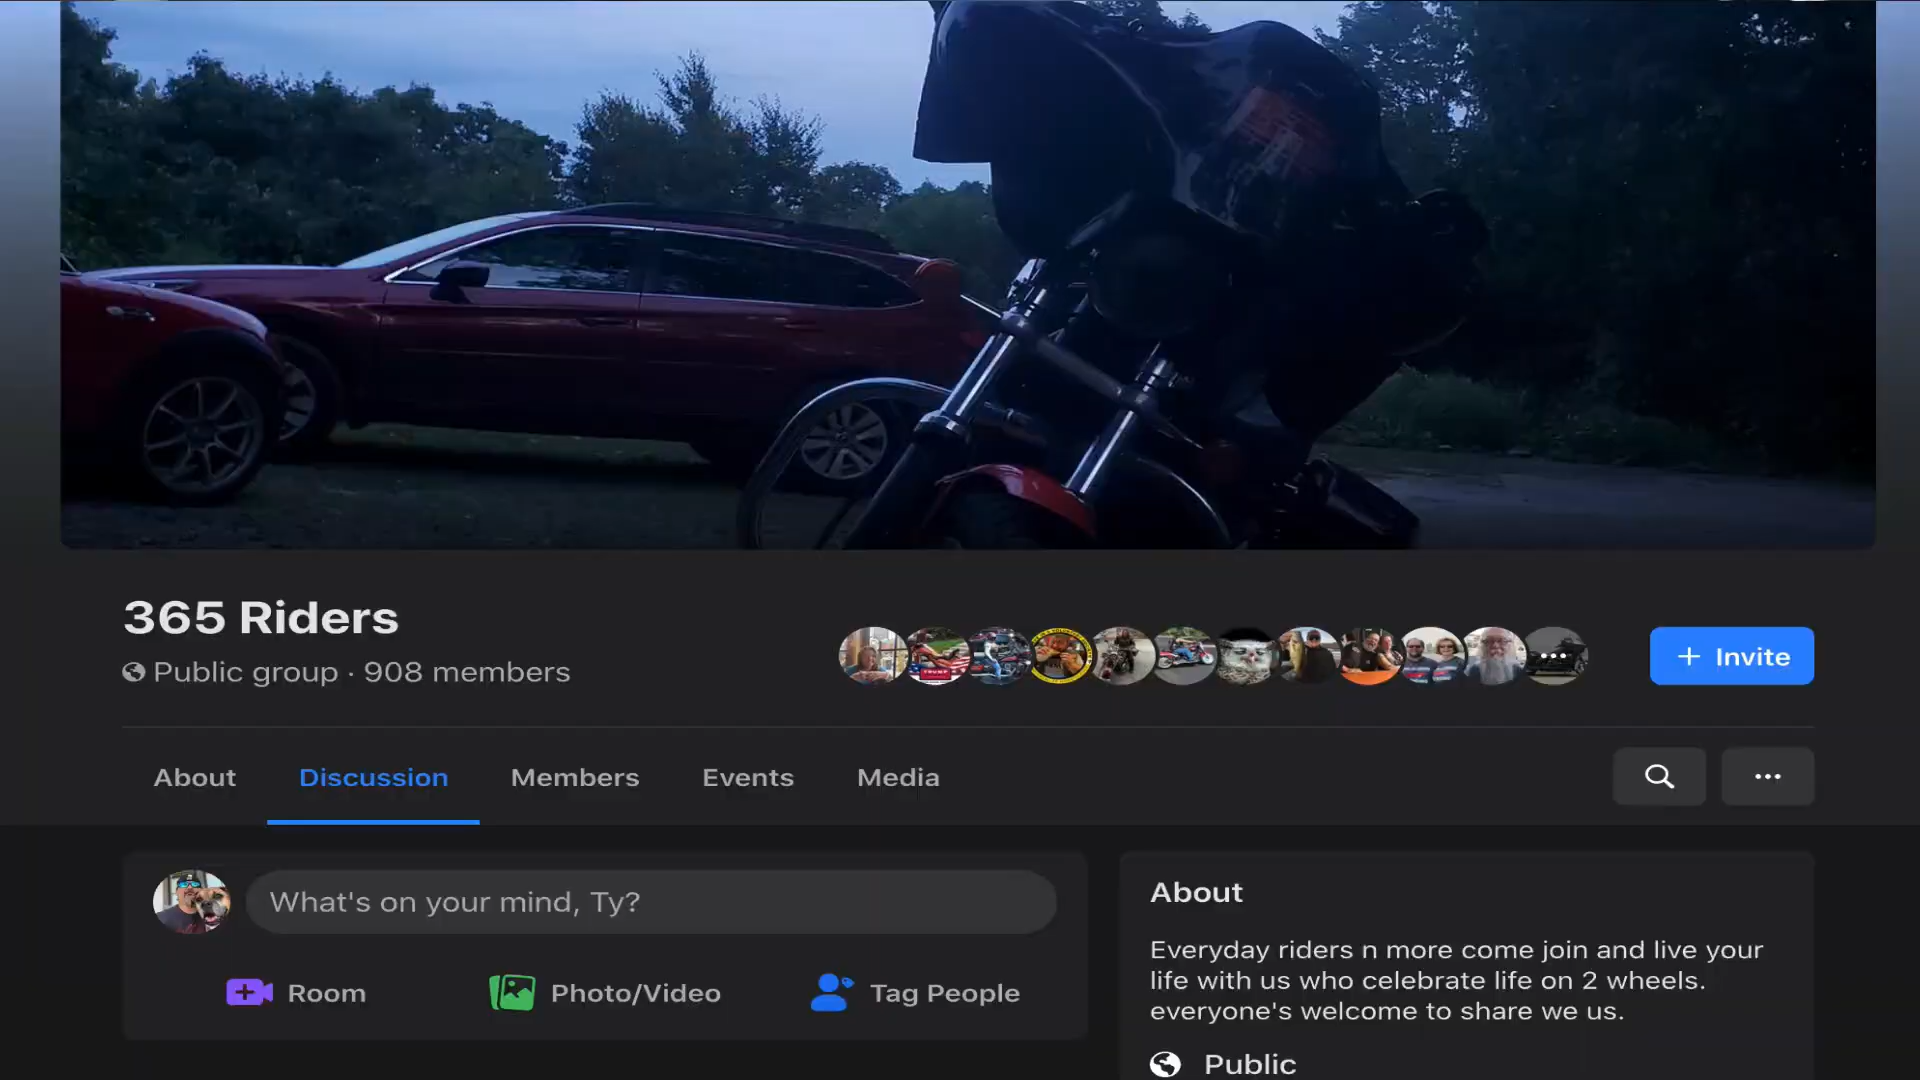 365 Riders
Public group · 908 members
+ Invite
About
Discussion
Members
Events
Media
What's on your mind, Ty?
Room
Photo/Video
Tag People
About
Everyday riders n more come join and live your
life with us who celebrate life on 2 wheels.
everyone's welcome to share we us.
Public